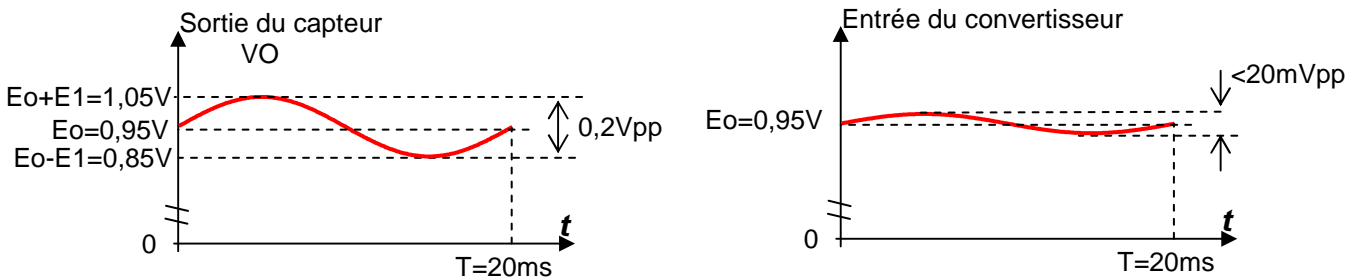 Sortie du capteur
VO
Eo+E1=1,05V
Eo=0,95V
Eo-E1=0,85V
0,2Vpp
0
t
T=20ms
Entrée du convertisseur
<20mVpp
Eo=0,95V
0
t
T=20ms